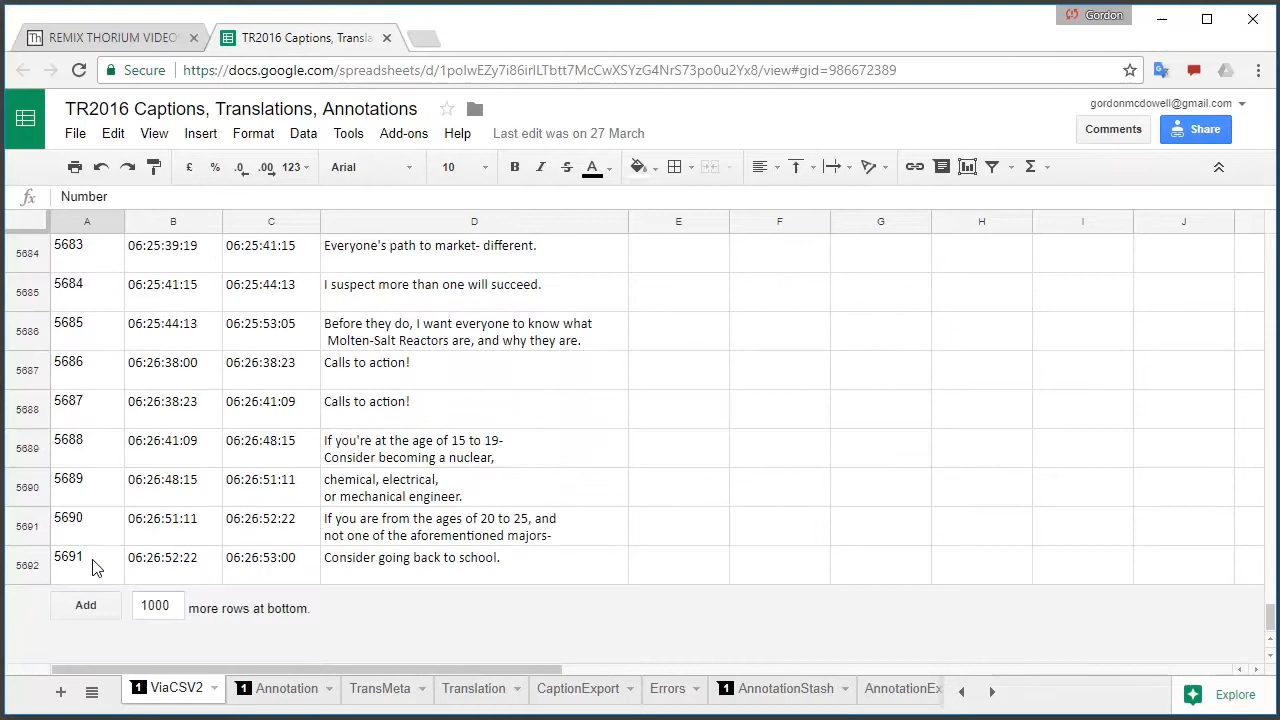 Gordon
Th REMIX THORIUM VIDEO
TR2016 Captions, Transla
Secure https://docs.google.com/spreadsheets/d/1polwEZy7i86irlLTbtt7McCwXSYzG4NrS73po0u2Yx8/view#gid=986672389
TR2016 Captions, Translations, Annotations
gordonmcdowell@gmail.com
File Edit View Insert Format Data Tools Add-ons Help Last edit was on 27 March
Comments Share
£ % .0 .00 123 Arial 10 B I S A Σ
fx Number
A B C D E F G H I J
5684 5683 06:25:39:19 06:25:41:15 Everyone's path to market- different.
5685 5684 06:25:41:15 06:25:44:13 I suspect more than one will succeed.
5686 5685 06:25:44:13 06:25:53:05 Before they do, I want everyone to know what
Molten-Salt Reactors are, and why they are.
5687 5686 06:26:38:00 06:26:38:23 Calls to action!
5688 5687 06:26:38:23 06:26:41:09 Calls to action!
5689 5688 06:26:41:09 06:26:48:15 If you're at the age of 15 to 19-
Consider becoming a nuclear,
5690 5689 06:26:48:15 06:26:51:11 chemical, electrical,
or mechanical engineer.
5691 5690 06:26:51:11 06:26:52:22 If you are from the ages of 20 to 25, and
not one of the aforementioned majors-
5692 5691 06:26:52:22 06:26:53:00 Consider going back to school.
Add 1000 more rows at bottom.
1 ViaCSV2 1 Annotation TransMeta Translation CaptionExport Errors 1 AnnotationStash AnnotationEx Explore